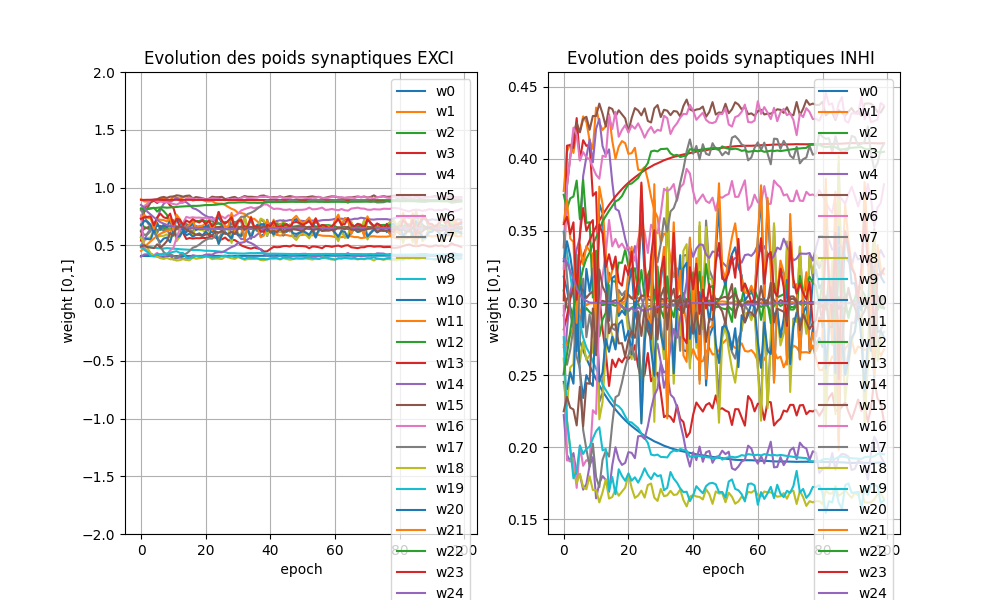 Evolution des poids synaptiques EXCI
weight [0,1]
2.0
1.5
1.0
0.5
0.0
−0.5
−1.0
−1.5
−2.0
0 20 40 60 80 100
epoch
w0
w1
w2
w3
w4
w5
w6
w7
w8
w9
w10
w11
w12
w13
w14
w15
w16
w17
w18
w19
w20
w21
w22
w23
w24
Evolution des poids synaptiques INHI
weight [0,1]
0.45
0.40
0.35
0.30
0.25
0.20
0.15
0 20 40 60 80 100
epoch
w0
w1
w2
w3
w4
w5
w6
w7
w8
w9
w10
w11
w12
w13
w14
w15
w16
w17
w18
w19
w20
w21
w22
w23
w24